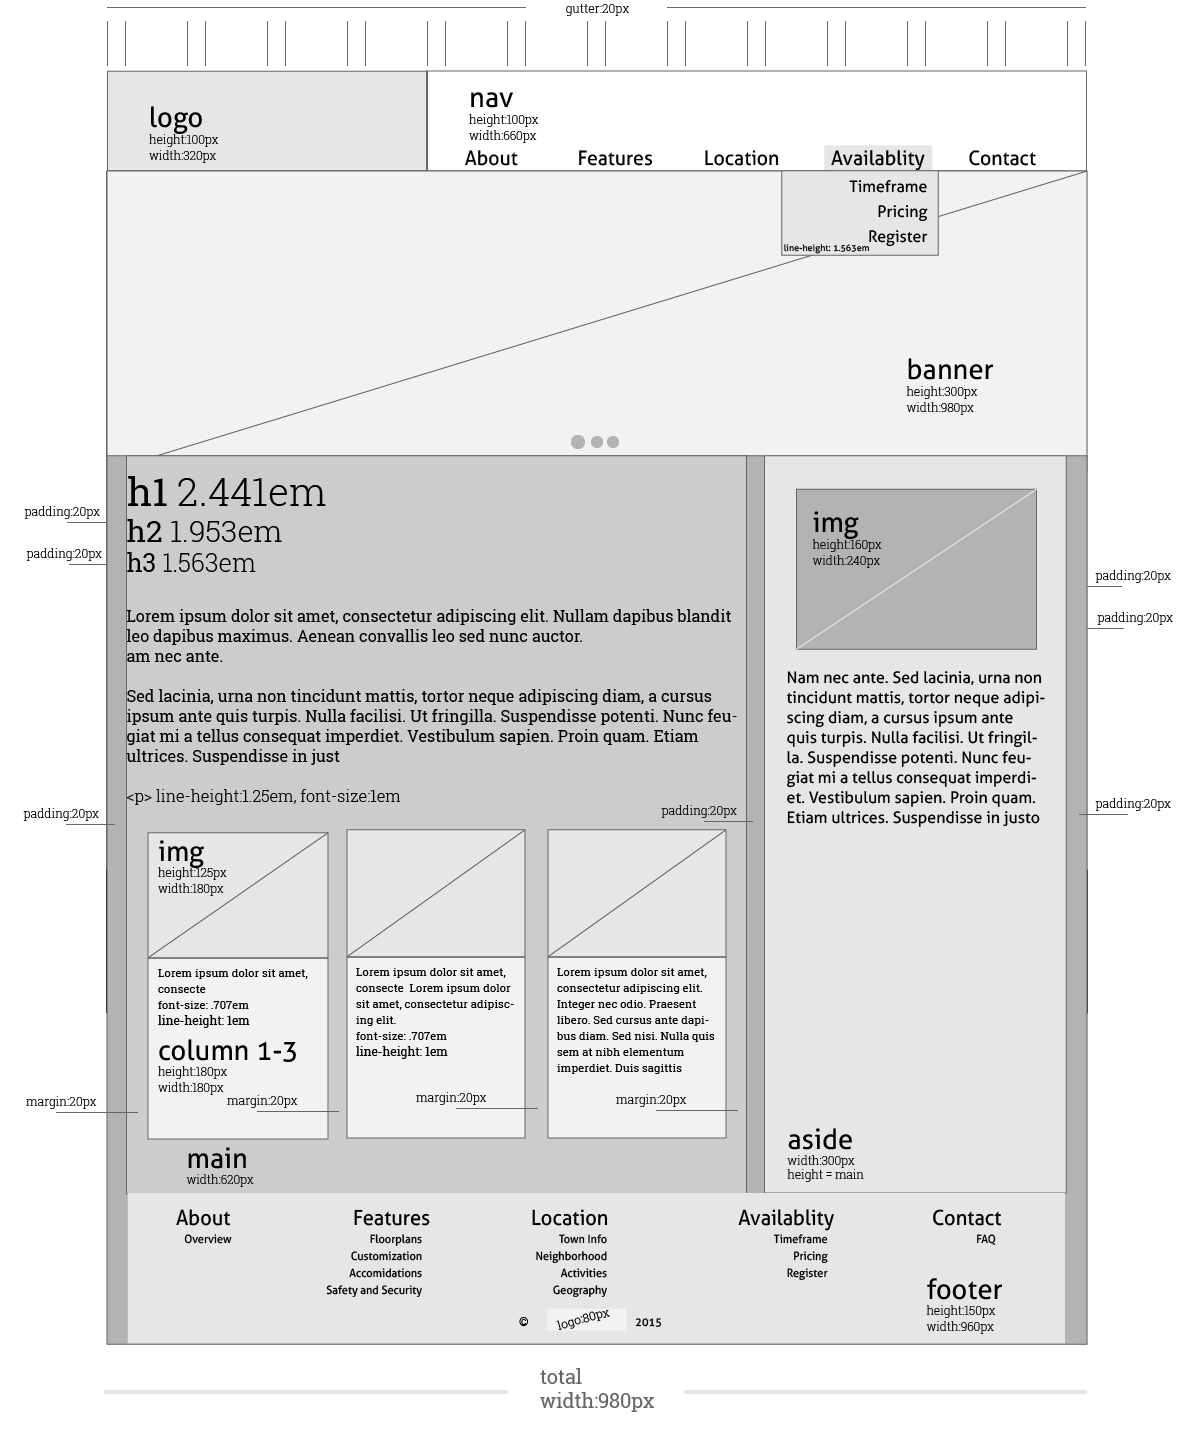 gutter:20px
logo
height:100px
width:320px
nav
height:100px
width:660px
About Features Location Availablity Contact
Timeframe
Pricing
Register
line-height: 1.563em
banner
height:300px
width:980px
h1 2.441em
h2 1.953em
h3 1.563em
padding:20px
padding:20px
Lorem ipsum dolor sit amet, consectetur adipiscing elit. Nullam dapibus blandit
leo dapibus maximus. Aenean convallis leo sed nunc auctor.
am nec ante.
Sed lacinia, urna non tincidunt mattis, tortor neque adipiscing diam, a cursus
ipsum ante quis turpis. Nulla facilisi. Ut fringilla. Suspendisse potenti. Nunc feu-
giat mi a tellus consequat imperdiet. Vestibulum sapien. Proin quam. Etiam
ultrices. Suspendisse in just
<p> line-height:1.25em, font-size:1em
padding:20px
padding:20px
img
height:160px
width:240px
padding:20px
padding:20px
Nam nec ante. Sed lacinia, urna non
tincidunt mattis, tortor neque adipi-
scing diam, a cursus ipsum ante
quis turpis. Nulla facilisi. Ut fringil-
la. Suspendisse potenti. Nunc feu-
giat mi a tellus consequat imperdi-
et. Vestibulum sapien. Proin quam.
Etiam ultrices. Suspendisse in justo
padding:20px
img
height:125px
width:180px
Lorem ipsum dolor sit amet,
consecte
font-size: .707em
line-height: 1em
column 1-3
height:180px
width:180px
margin:20px
margin:20px
Lorem ipsum dolor sit amet,
consecte Lorem ipsum dolor
sit amet, consectetur adipisc-
ing elit.
font-size: .707em
line-height: 1em
margin:20px
Lorem ipsum dolor sit amet,
consectetur adipiscing elit.
Integer nec odio. Praesent
libero. Sed cursus ante dapi-
bus diam. Sed nisi. Nulla quis
sem at nibh elementum
imperdiet. Duis sagittis
margin:20px
main
width:620px
aside
width:300px
height = main
About
Overview
Features
Floorplans
Customization
Accomidations
Safety and Security
Location
Town Info
Neighborhood
Activities
Geography
Availablity
Timeframe
Pricing
Register
Contact
FAQ
footer
height:150px
width:960px
© logo:80px 2015
total
width:980px